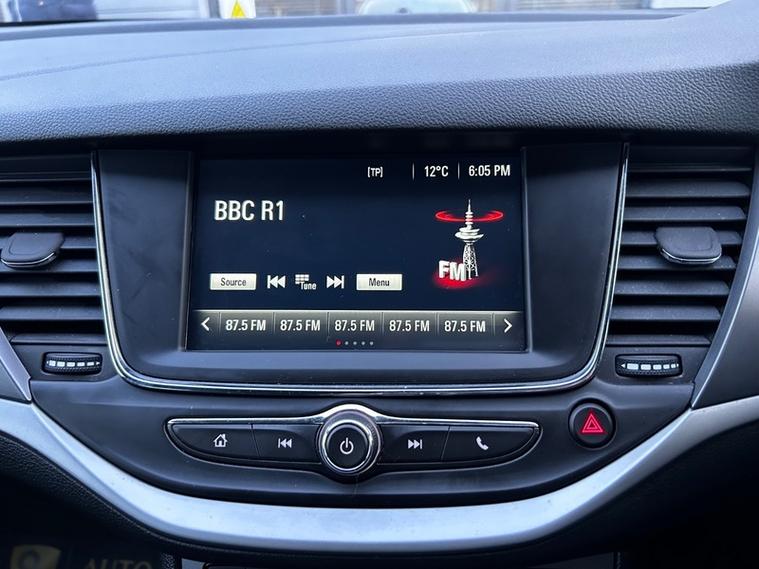 [TP] 12°C 6:05 PM
BBC R1
FM
Source Tune Menu
87.5 FM 87.5 FM 87.5 FM 87.5 FM 87.5 FM
AUTO